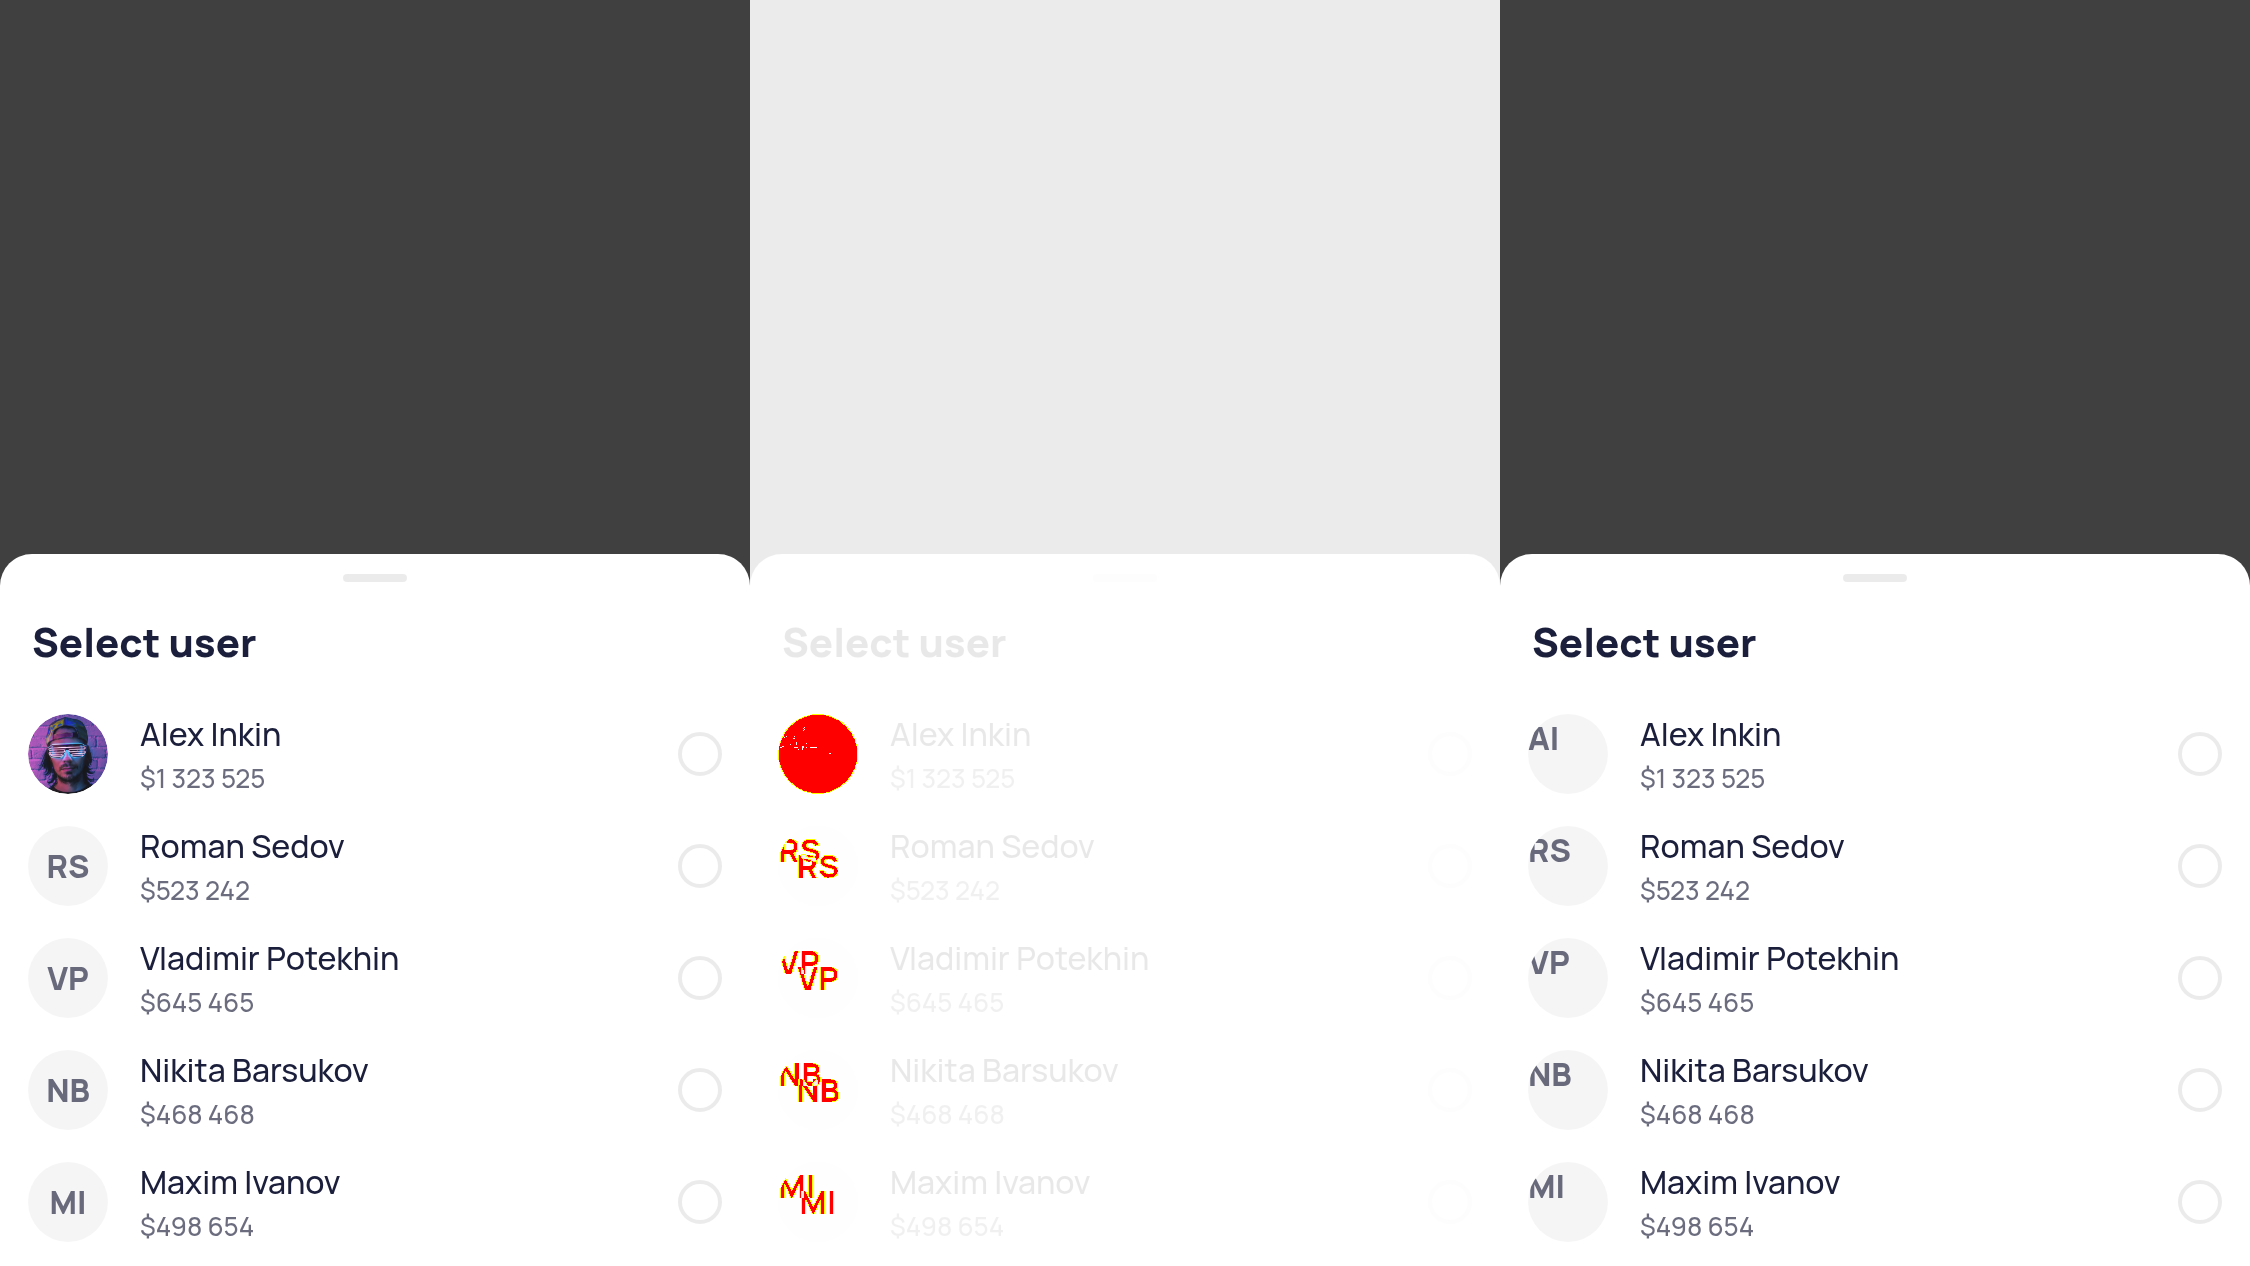 Select user
Alex Inkin
$1 323 525
RS
Roman Sedov
$523 242
VP
Vladimir Potekhin
$645 465
NB
Nikita Barsukov
$468 468
MI
Maxim Ivanov
$498 654
Select user
Alex Inkin
$1 323 525
RS
RS
Roman Sedov
$523 242
VP
VP
Vladimir Potekhin
$645 465
NB
NB
Nikita Barsukov
$468 468
MI
MI
Maxim Ivanov
$498 654
Select user
AI
Alex Inkin
$1 323 525
RS
Roman Sedov
$523 242
VP
Vladimir Potekhin
$645 465
NB
Nikita Barsukov
$468 468
MI
Maxim Ivanov
$498 654